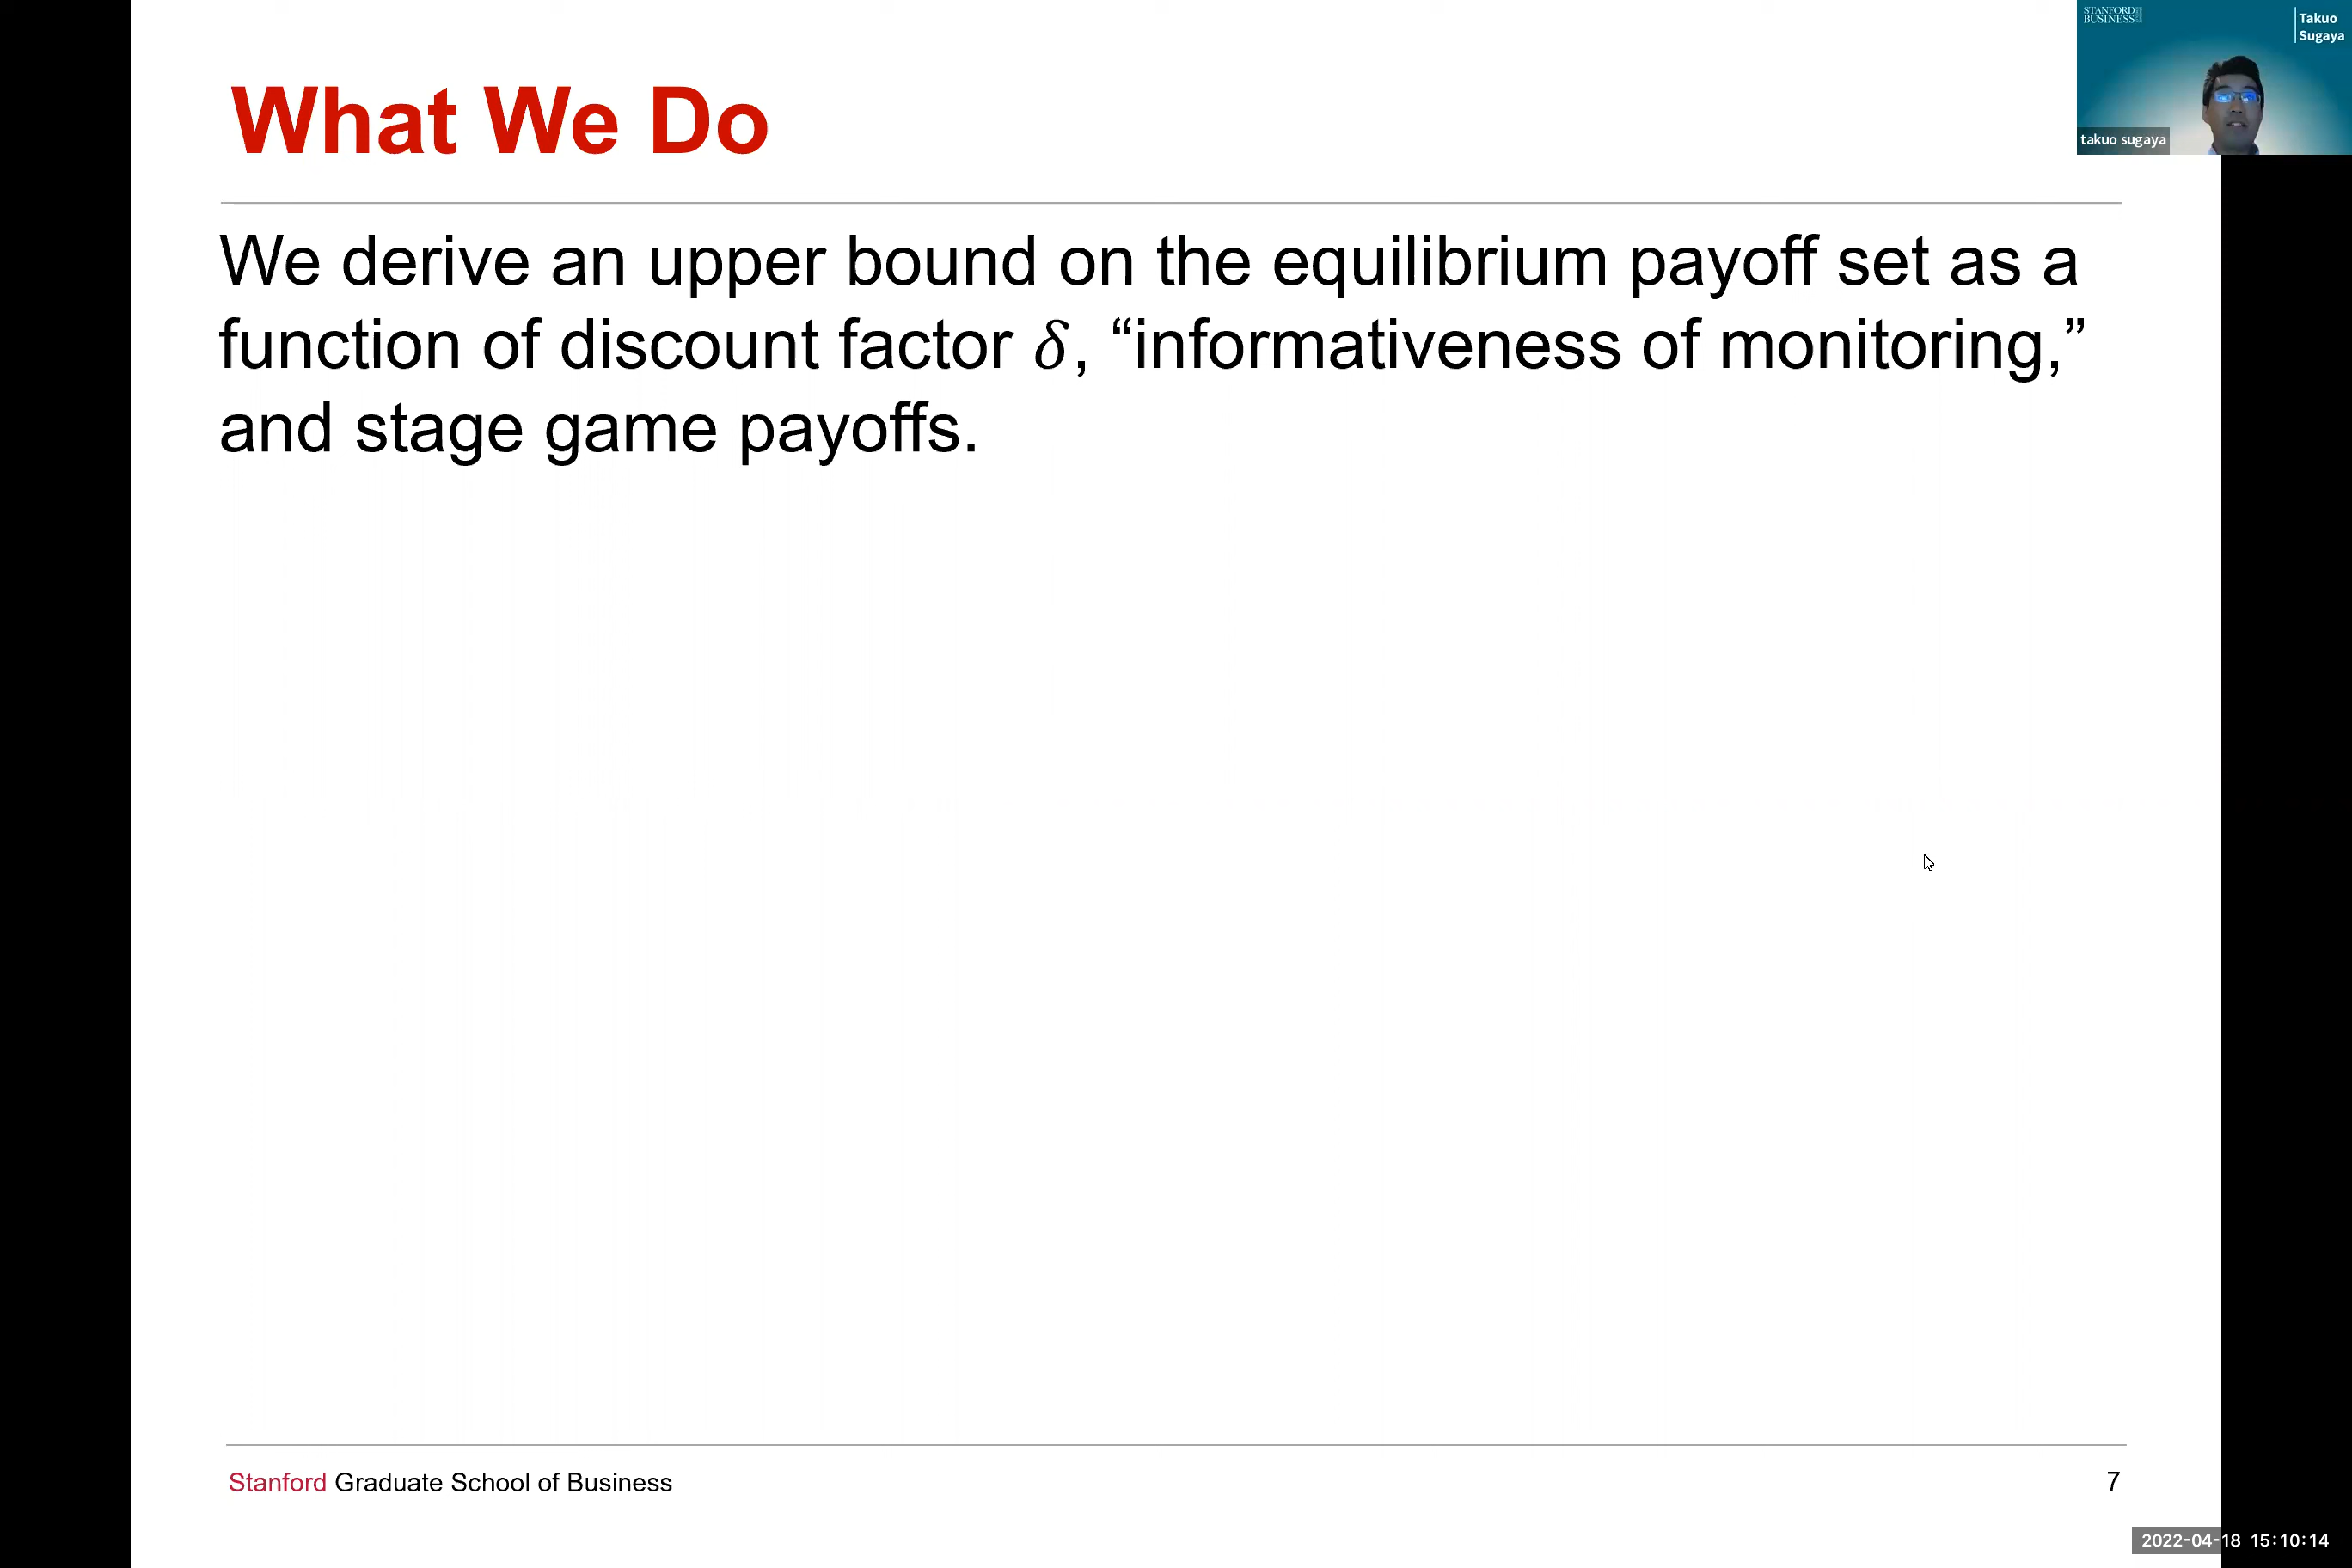 What We Do
We derive an upper bound on the equilibrium payoff set as a
function of discount factor δ, “informativeness of monitoring,”
and stage game payoffs.
STANFORD
BUSINESS
Takuo
Sugaya
takuo sugaya
Stanford Graduate School of Business
7
2022-04-18 15:10:14